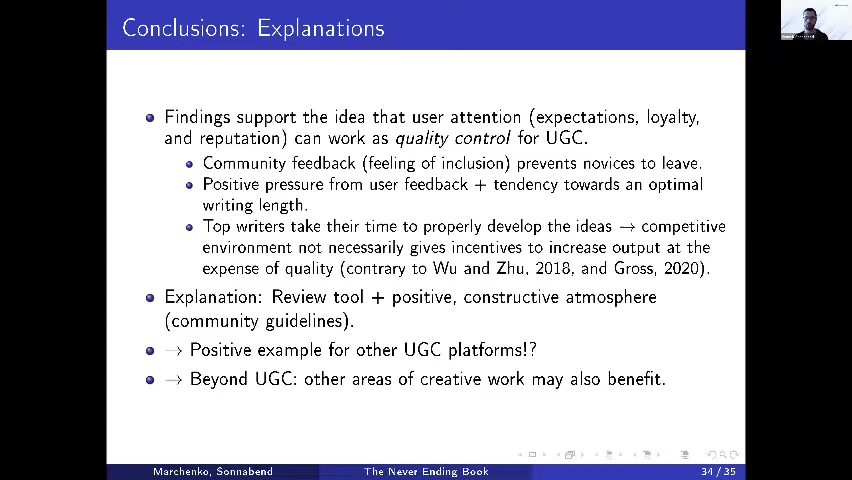 Conclusions: Explanations
Findings support the idea that user attention (expectations, loyalty,
and reputation) can work as quality control for UGC.
Community feedback (feeling of inclusion) prevents novices to leave.
Positive pressure from user feedback + tendency towards an optimal
writing length.
Top writers take their time to properly develop the ideas → competitive
environment not necessarily gives incentives to increase output at the
expense of quality (contrary to Wu and Zhu, 2018, and Gross, 2020).
Explanation: Review tool + positive, constructive atmosphere
(community guidelines).
→ Positive example for other UGC platforms!?
→ Beyond UGC: other areas of creative work may also benefit.
Marchenko, Sonnabend
The Never Ending Book
34 / 35